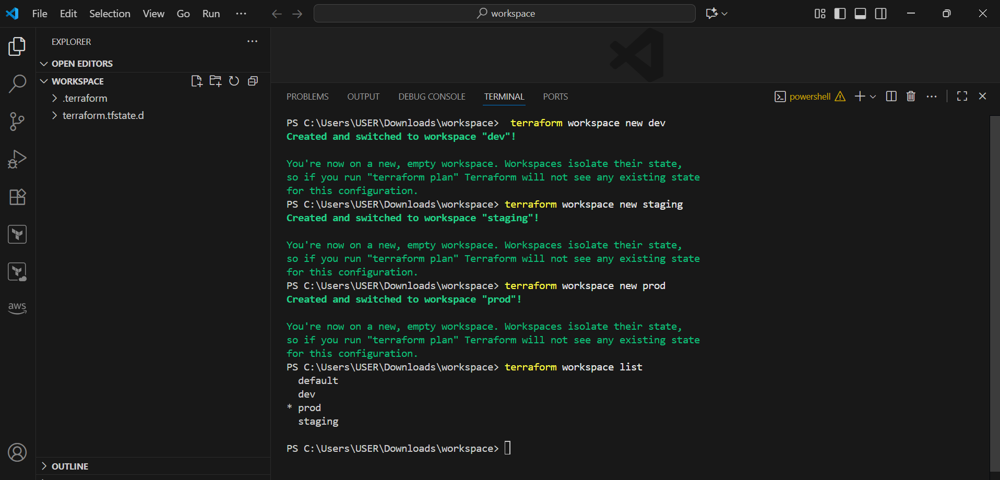 File Edit Selection View Go Run ···
workspace
EXPLORER
OPEN EDITORS
WORKSPACE
.terraform
terraform.tfstate.d
aws
OUTLINE
PROBLEMS OUTPUT DEBUG CONSOLE TERMINAL PORTS
powershell
PS C:\Users\USER\Downloads\workspace>  terraform workspace new dev
Created and switched to workspace "dev"!
You're now on a new, empty workspace. Workspaces isolate their state,
so if you run "terraform plan" Terraform will not see any existing state
for this configuration.
PS C:\Users\USER\Downloads\workspace> terraform workspace new staging
Created and switched to workspace "staging"!
You're now on a new, empty workspace. Workspaces isolate their state,
so if you run "terraform plan" Terraform will not see any existing state
for this configuration.
PS C:\Users\USER\Downloads\workspace> terraform workspace new prod
Created and switched to workspace "prod"!
You're now on a new, empty workspace. Workspaces isolate their state,
so if you run "terraform plan" Terraform will not see any existing state
for this configuration.
PS C:\Users\USER\Downloads\workspace> terraform workspace list
  default
  dev
* prod
  staging
PS C:\Users\USER\Downloads\workspace>